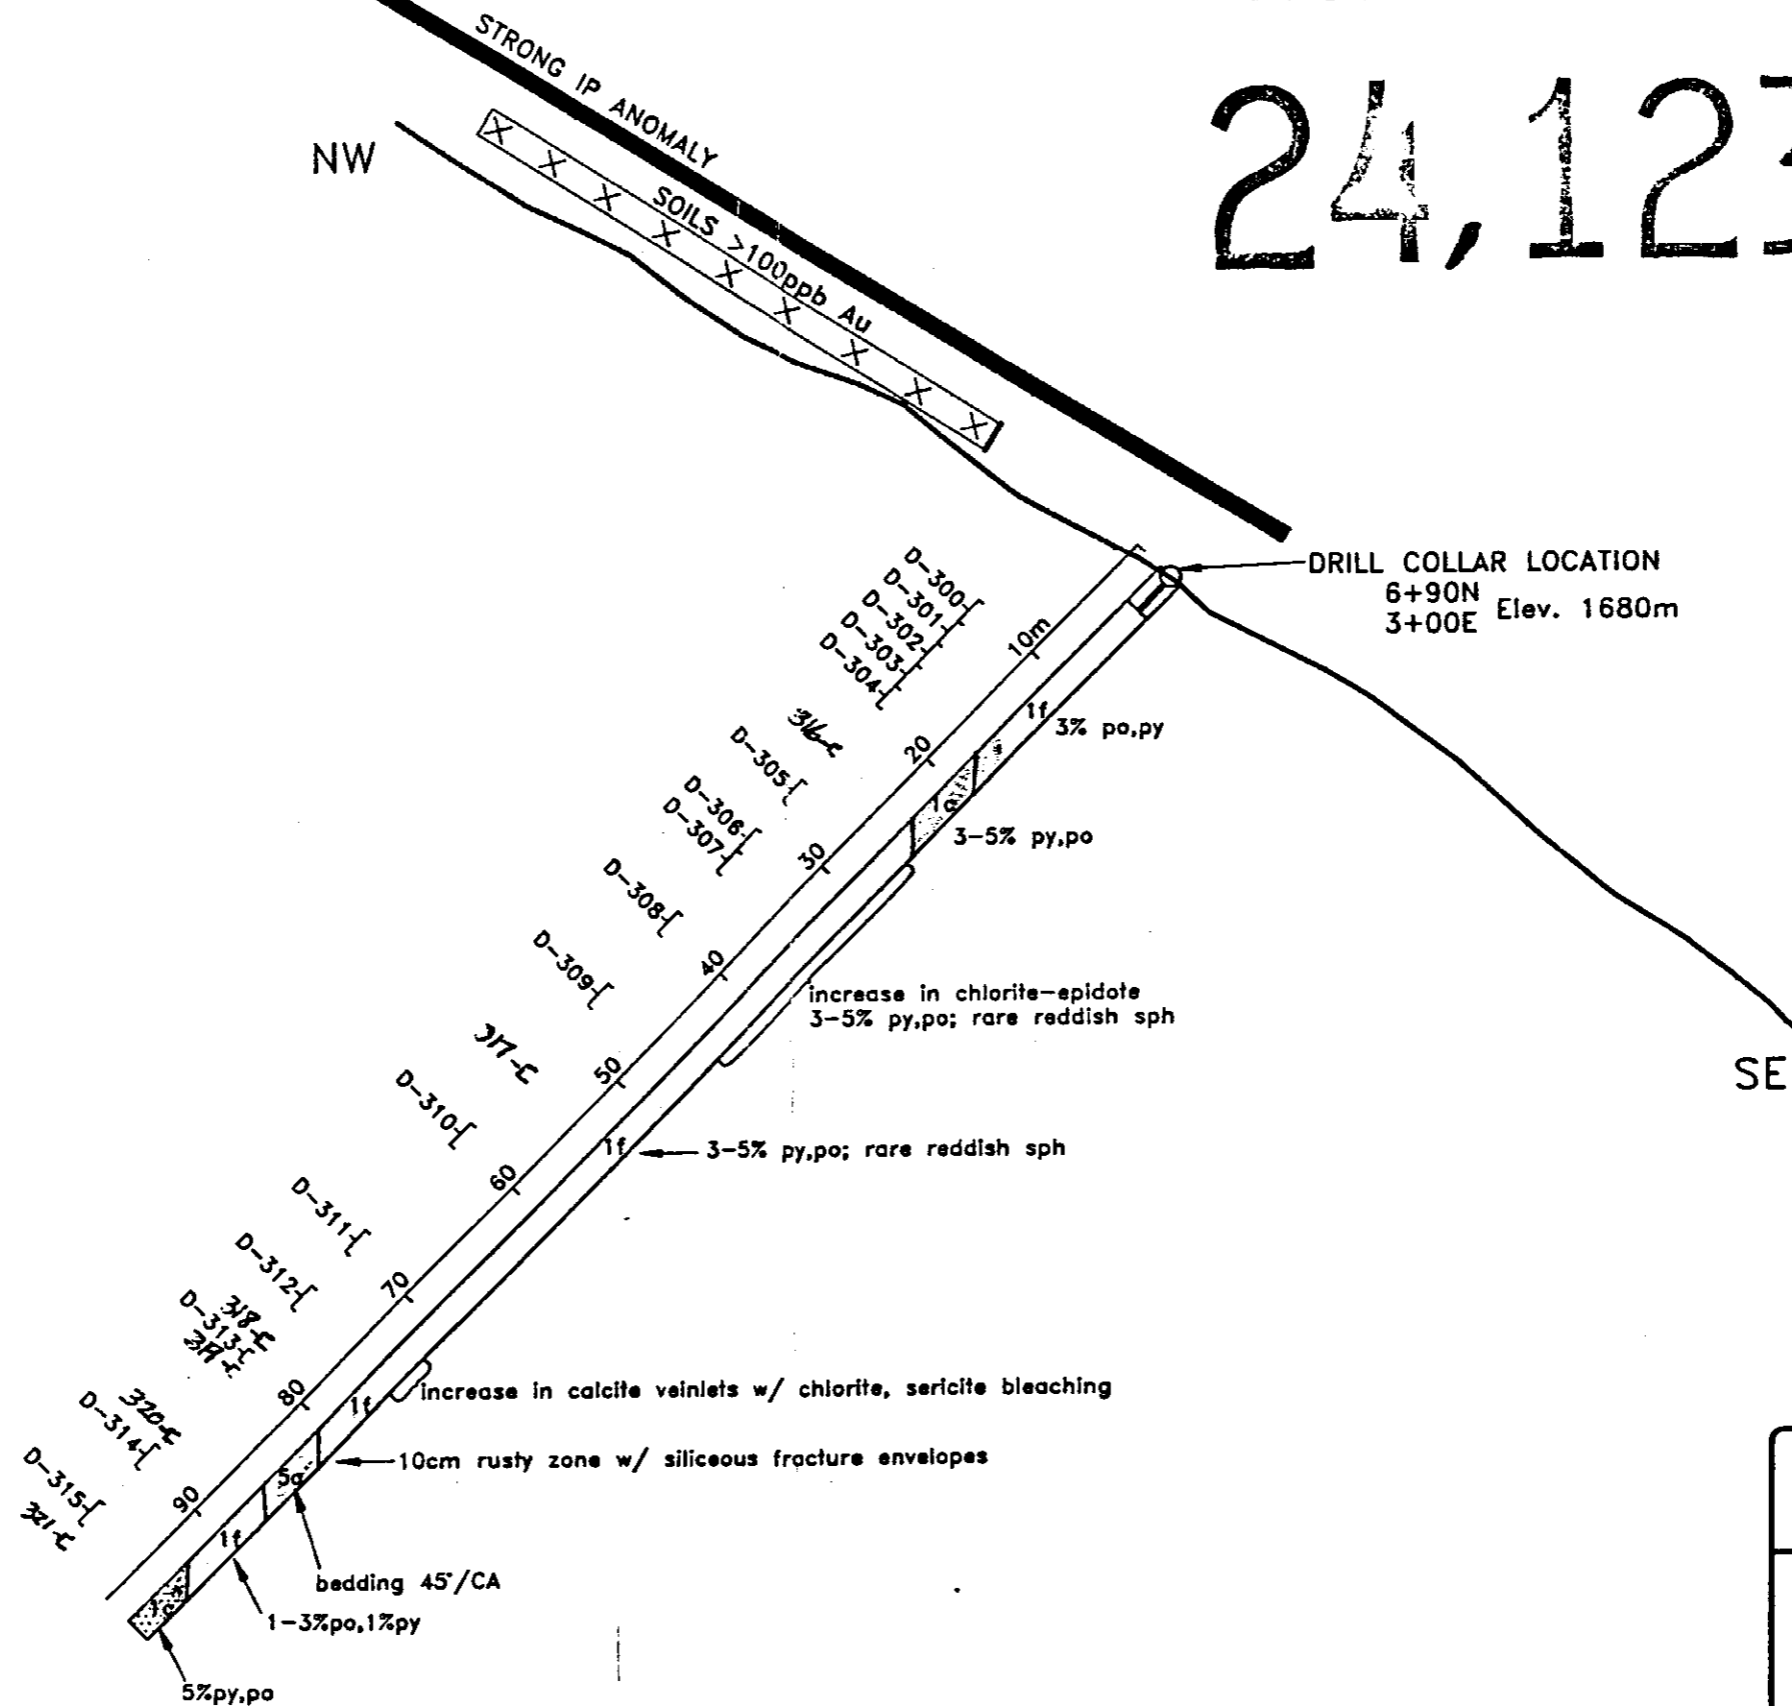 STRONG IP ANOMALY
NW
SOILS >100ppb Au
24,123
DRILL COLLAR LOCATION
6+90N
3+00E
Elev. 1680m
D-300
D-301
D-302
D-303
D-304
316-C
D-305
D-306
D-307
D-308
D-309
317-C
D-310
D-311
D-312
318-C
D-313
319-C
320-C
D-314
D-315
321-C
10m
20
30
40
50
60
70
80
90
1f
3% po,py
3-5% py,po
increase in chlorite-epidote
3-5% py,po; rare reddish sph
SE
1f
3-5% py,po; rare reddish sph
increase in calcite veinlets w/ chlorite, sericite bleaching
1f
10cm rusty zone w/ siliceous fracture envelopes
5a
1f
bedding 45°/CA
1-3%po,1%py
5%py,po